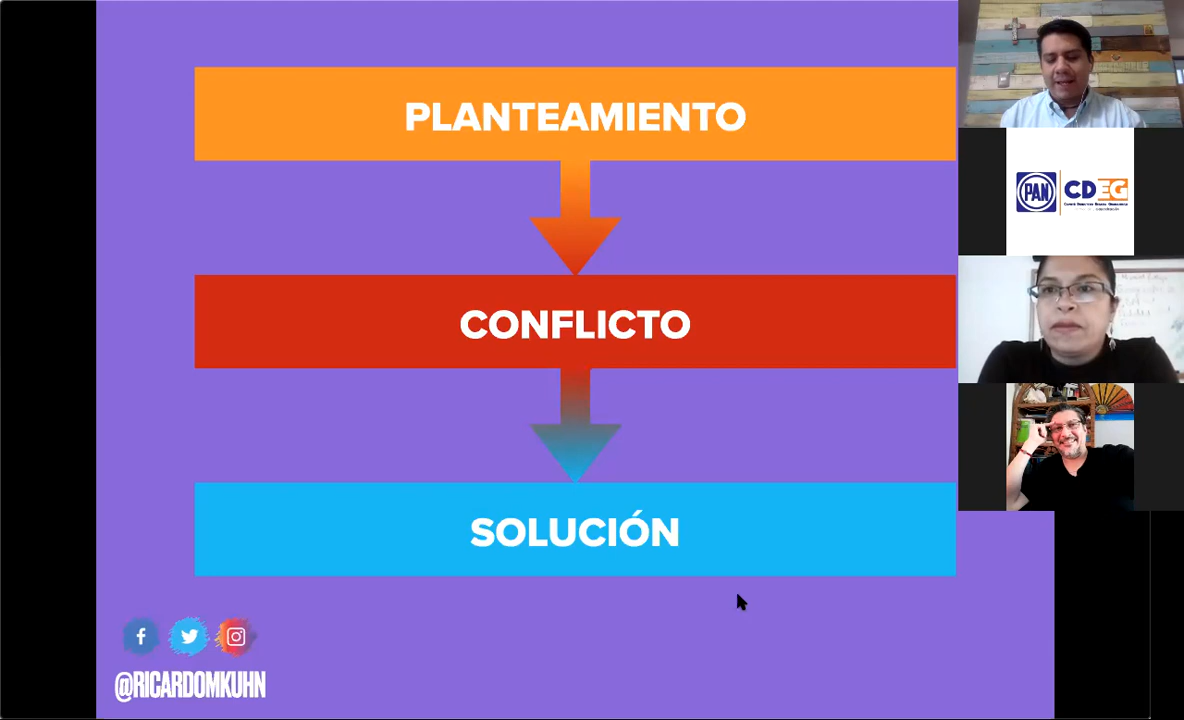 PLANTEAMIENTO
CONFLICTO
SOLUCIÓN
@RICARDOMKUHN
PAN
CDEG